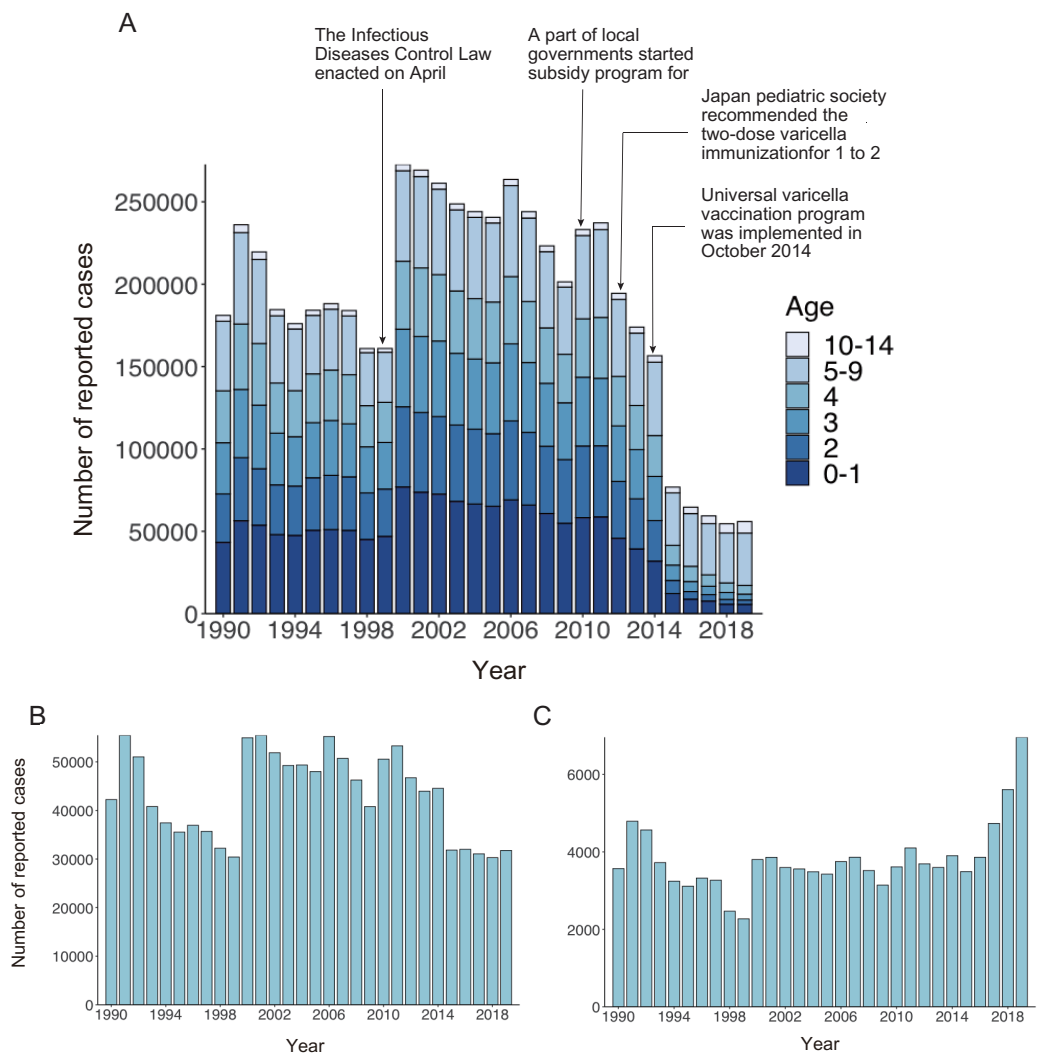 A
The Infectious
Diseases Control Law
enacted on April
A part of local
governments started
subsidy program for
Japan pediatric society
recommended the
two-dose varicella
immunizationfor 1 to 2
Universal varicella
vaccination program
was implemented in
October 2014
Number of reported cases
250000
200000
150000
100000
50000
0
1990 1994 1998 2002 2006 2010 2014 2018
Year
Age
10-14
5-9
4
3
2
0-1
B
Number of reported cases
50000
40000
30000
20000
10000
0
1990 1994 1998 2002 2006 2010 2014 2018
Year
C
6000
4000
2000
0
1990 1994 1998 2002 2006 2010 2014 2018
Year